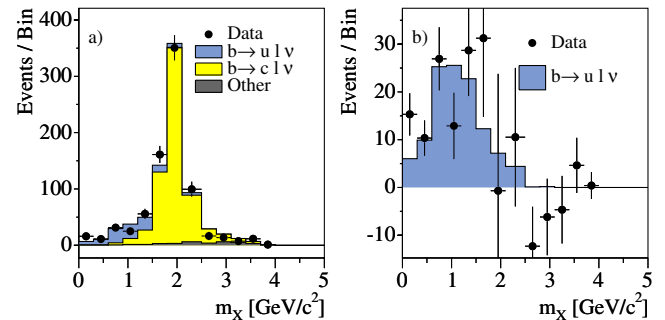 Events / Bin
400
300
200
100
0
a)
Data
b→ u l ν
b→ c l ν
Other
0 1 2 3 4 5
m_X [GeV/c²]
Events / Bin
30
20
10
0
-10
b)
Data
b→ u l ν
0 1 2 3 4 5
m_X [GeV/c²]